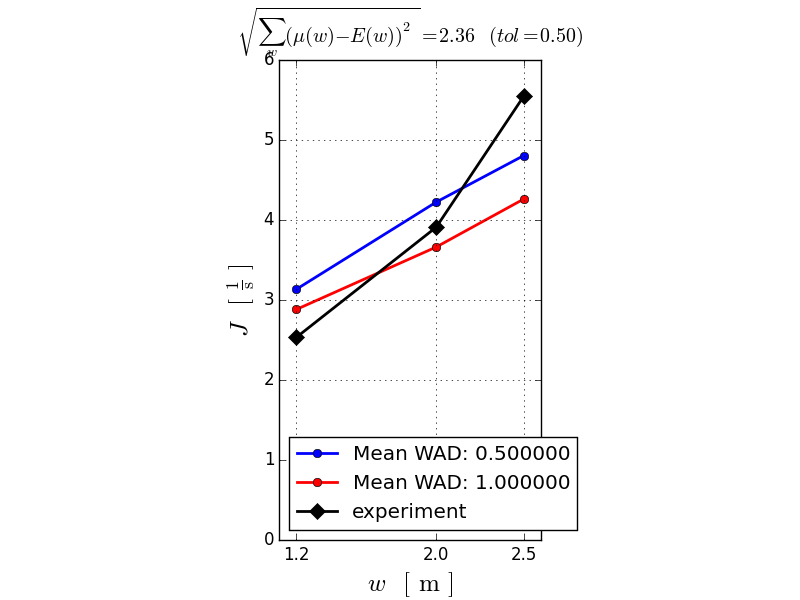 √∑_w(μ(w)−E(w))² =2.36 (tol=0.50)
6
5
4
3
2
1
0
J [ 1/s ]
Mean WAD: 0.500000
Mean WAD: 1.000000
experiment
1.2 2.0 2.5
w [ m ]